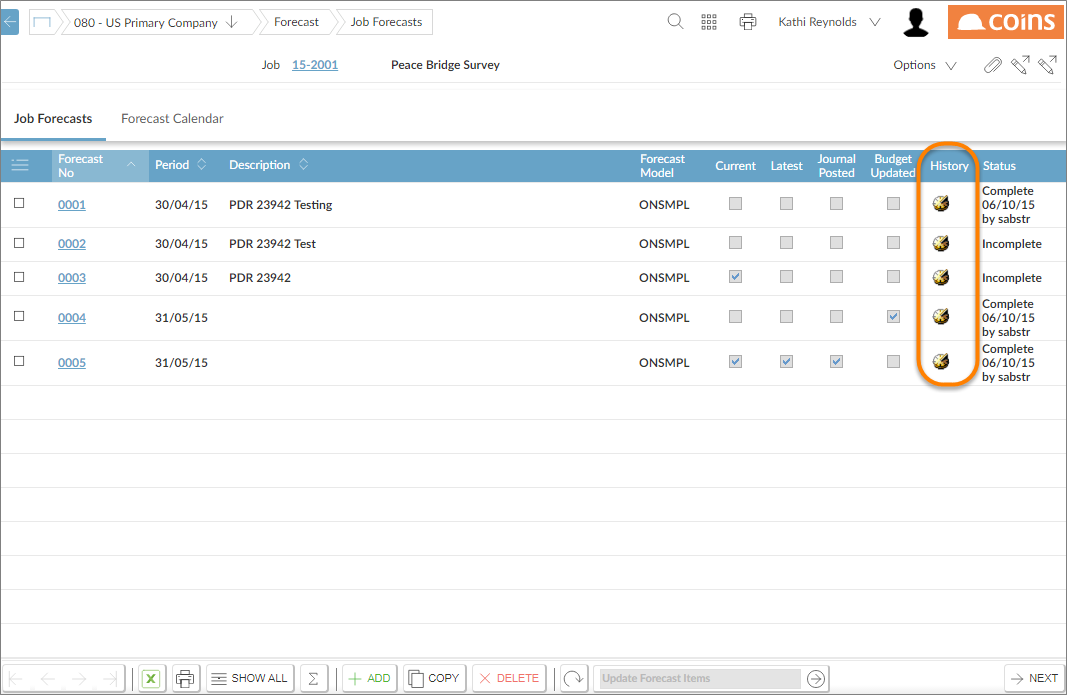 080 - US Primary Company
Forecast
Job Forecasts
Kathi Reynolds
coins
Job 15-2001 Peace Bridge Survey
Options
Job Forecasts Forecast Calendar
Forecast No Period Description Forecast Model Current Latest Journal Posted Budget Updated History Status
0001 30/04/15 PDR 23942 Testing ONSMPL Complete
06/10/15
by sabstr
0002 30/04/15 PDR 23942 Test ONSMPL Incomplete
0003 30/04/15 PDR 23942 ONSMPL Incomplete
0004 31/05/15 ONSMPL Complete
06/10/15
by sabstr
0005 31/05/15 ONSMPL Complete
06/10/15
by sabstr
X SHOW ALL Σ ADD COPY DELETE Update Forecast Items NEXT